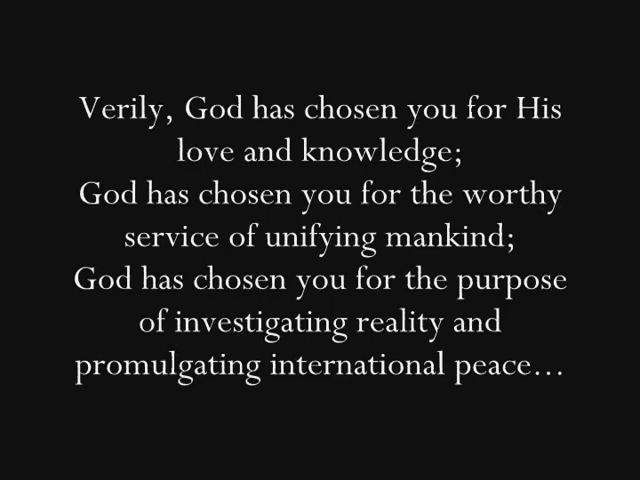 Verily, God has chosen you for His
love and knowledge;
God has chosen you for the worthy
service of unifying mankind;
God has chosen you for the purpose
of investigating reality and
promulgating international peace...